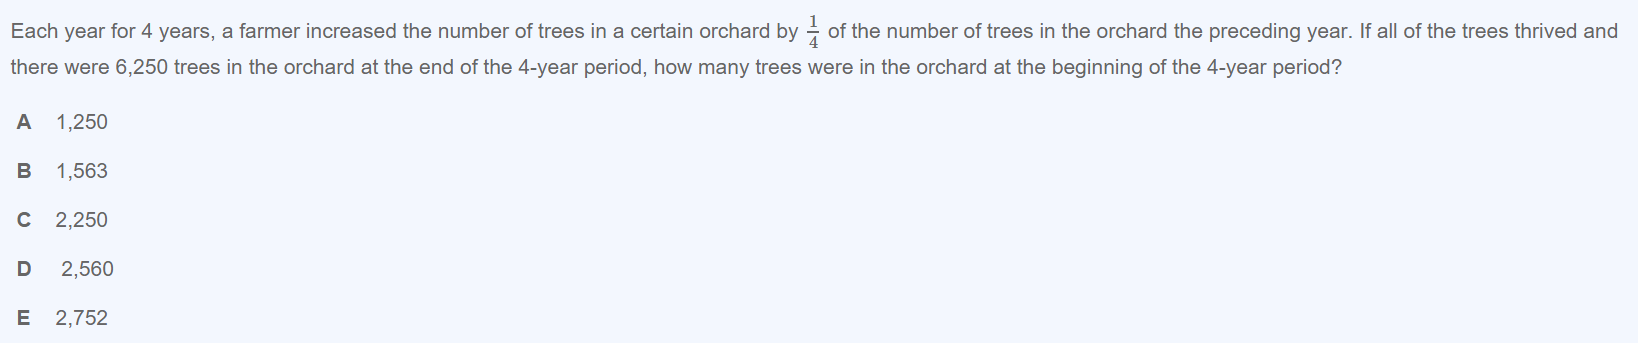 Each year for 4 years, a farmer increased the number of trees in a certain orchard by 1/4 of the number of trees in the orchard the preceding year. If all of the trees thrived and
there were 6,250 trees in the orchard at the end of the 4-year period, how many trees were in the orchard at the beginning of the 4-year period?
A 1,250
B 1,563
C 2,250
D 2,560
E 2,752